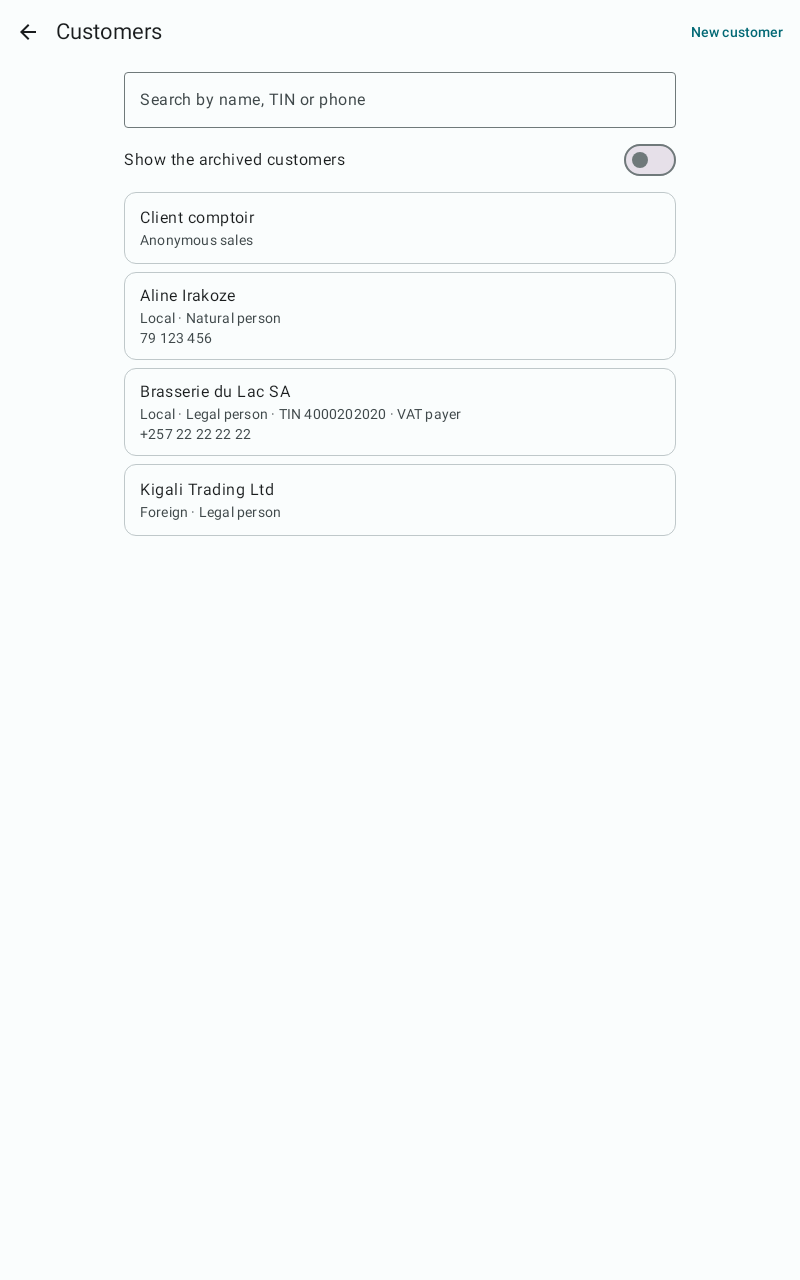 Customers
New customer
Search by name, TIN or phone
Show the archived customers
Client comptoir
Anonymous sales
Aline Irakoze
Local · Natural person
79 123 456
Brasserie du Lac SA
Local · Legal person · TIN 4000202020 · VAT payer
+257 22 22 22 22
Kigali Trading Ltd
Foreign · Legal person